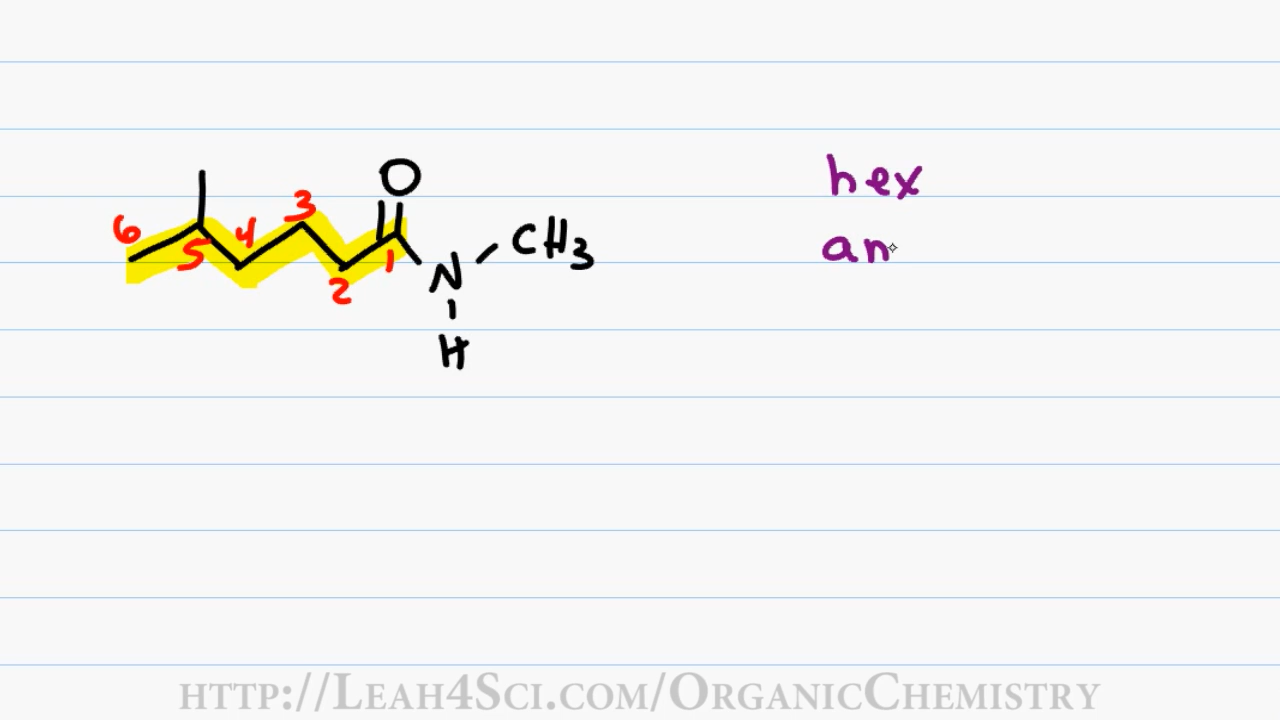 hex
an
O
6 5 4 3 2 1
N CH3
H
HTTP://LEAH4SCI.COM/ORGANICCHEMISTRY